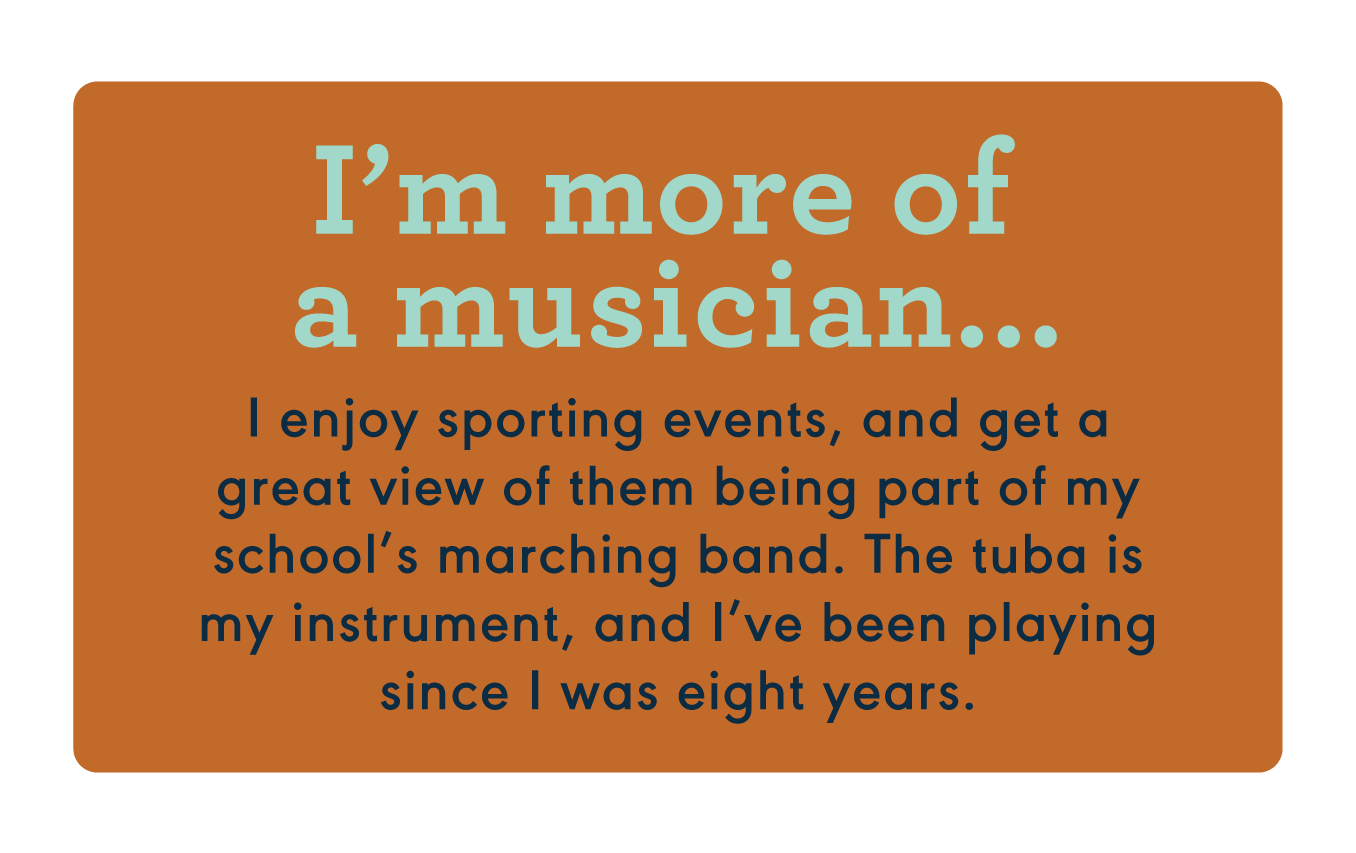 I’m more of
a musician...
I enjoy sporting events, and get a
great view of them being part of my
school’s marching band. The tuba is
my instrument, and I’ve been playing
since I was eight years.